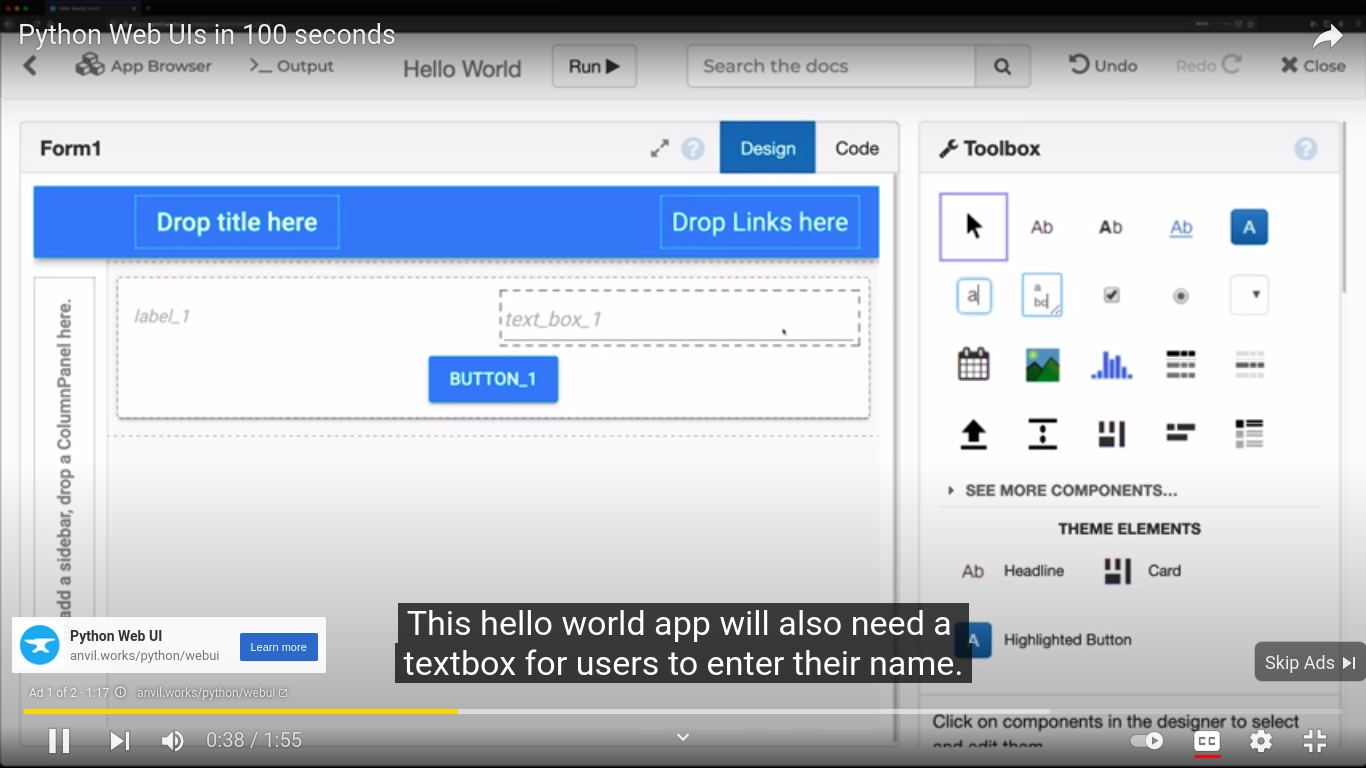 Python Web UIs in 100 seconds
App Browser
>_ Output
Hello World
Run
Search the docs
Undo
Redo
Close
Form1
?
Design
Code
Toolbox
?
Drop title here
Drop Links here
Ab
Ab
Ab
A
a
a
bc
label_1
text_box_1
BUTTON_1
add a sidebar, drop a ColumnPanel here.
SEE MORE COMPONENTS...
THEME ELEMENTS
Ab Headline
Card
A Highlighted Button
This hello world app will also need a
textbox for users to enter their name.
Python Web UI
anvil.works/python/webui
Learn more
Skip Ads
Ad 1 of 2 · 1:17
anvil.works/python/webui
Click on components in the designer to select
and edit them
0:38 / 1:55
CC